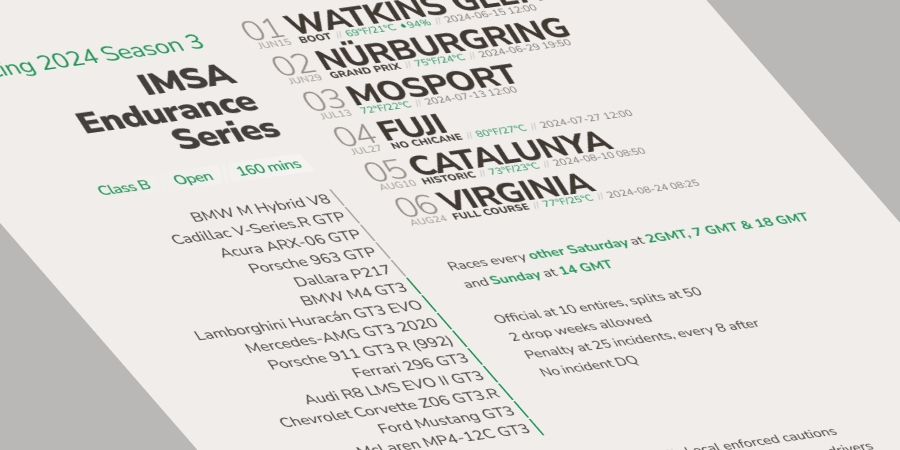 2024 Season 3
IMSA
Endurance
Series
Class B Open 160 mins
BMW M Hybrid V8
Cadillac V-Series.R GTP
Acura ARX-06 GTP
Porsche 963 GTP
Dallara P217
BMW M4 GT3
Lamborghini Huracán GT3 EVO
Mercedes-AMG GT3 2020
Porsche 911 GT3 R (992)
Ferrari 296 GT3
Audi R8 LMS EVO II GT3
Chevrolet Corvette Z06 GT3.R
Ford Mustang GT3
McLaren MP4-12C GT3
01 WATKINS GLEN
JUN15 BOOT // 69°F/21°C 94% // 2024-06-15 12:00
02 NÜRBURGRING
JUN29 GRAND PRIX // 75°F/24°C // 2024-06-29 19:50
03 MOSPORT
JUL13 72°F/22°C // 2024-07-13 12:00
04 FUJI
JUL27 NO CHICANE // 80°F/27°C // 2024-07-27 12:00
05 CATALUNYA
AUG10 HISTORIC // 73°F/23°C // 2024-08-10 08:50
06 VIRGINIA
AUG24 FULL COURSE // 77°F/25°C // 2024-08-24 08:25
Races every other Saturday at 2GMT, 7 GMT & 18 GMT
and Sunday at 14 GMT
Official at 10 entires, splits at 50
2 drop weeks allowed
Penalty at 25 incidents, every 8 after
No incident DQ
Local enforced cautions
drivers